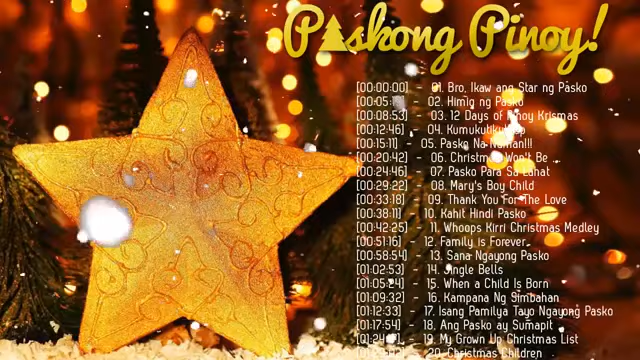 Paskong Pinoy!
[00:00:00] - 01. Bro, Ikaw ang Star ng Pasko
- 02. Himig ng Pasko
[00:08:53] - 03. 12 Days of Pinoy Krismas
[00:12:46] - 04. Kumukutikutap
[00:15:11] - 05. Pasko Na Naman!!!
[00:20:42] - 06. Christmas Won't Be ...
[00:24:46] - 07. Pasko Para Sa Lahat
[00:29:22] - 08. Mary's Boy Child
[00:33:18] - 09. Thank You For The Love
[00:38:11] - 10. Kahit Hindi Pasko
[00:42:25] - 11. Whoops Kirri Christmas Medley
[00:51:16] - 12. Family is Forever
[00:58:54] - 13. Sana Ngayong Pasko
[01:02:53] - 14. Jingle Bells
[01:05:24] - 15. When a Child Is Born
[01:09:32] - 16. Kampana Ng Simbahan
[01:12:33] - 17. Isang Pamilya Tayo Ngayong Pasko
[01:17:54] - 18. Ang Pasko ay Sumapit
- 19. My Grown Up Christmas List
- 20. Christmas Children